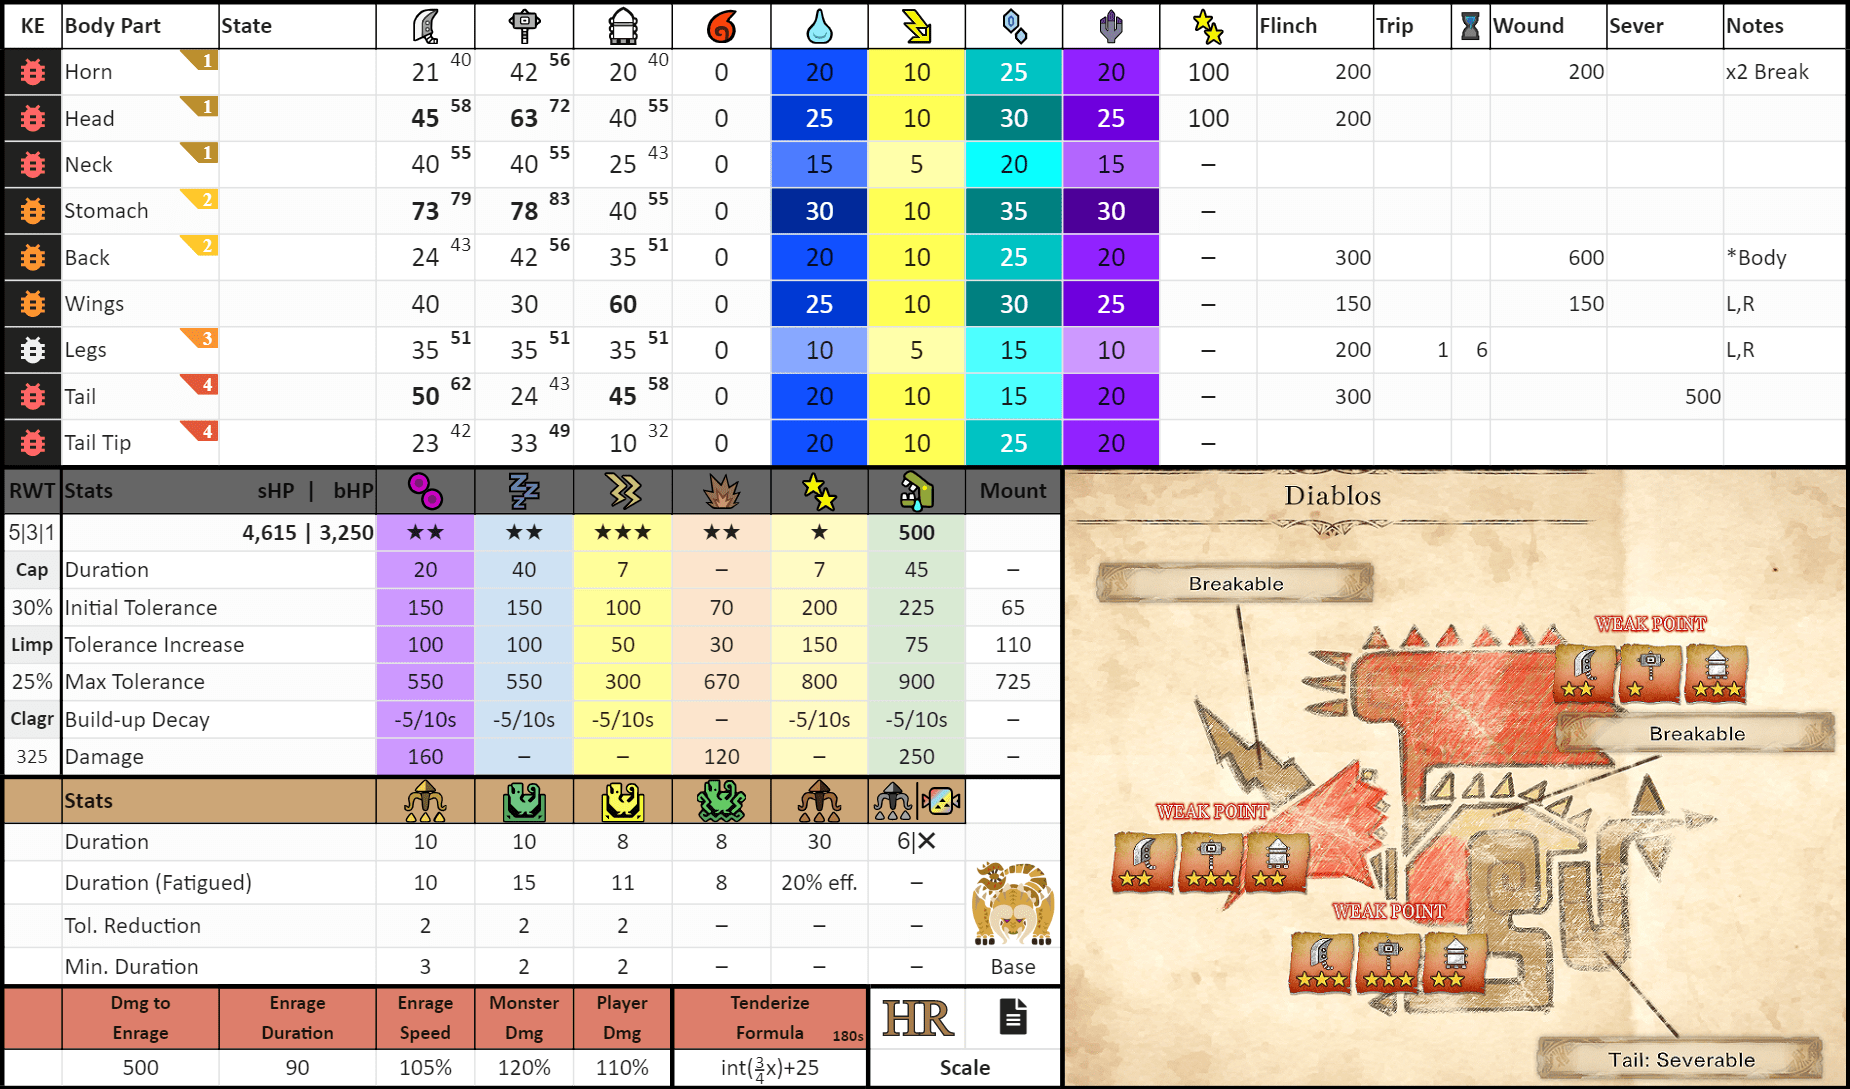 KE Body Part State Flinch Trip Wound Sever Notes
Horn 1 21 40 42 56 20 40 0 20 10 25 20 100 200 200 x2 Break
Head 1 45 58 63 72 40 55 0 25 10 30 25 100 200
Neck 1 40 55 40 55 25 43 0 15 5 20 15 –
Stomach 2 73 79 78 83 40 55 0 30 10 35 30 –
Back 2 24 43 42 56 35 51 0 20 10 25 20 – 300 600 *Body
Wings 40 30 60 0 25 10 30 25 – 150 150 L,R
Legs 3 35 51 35 51 35 51 0 10 5 15 10 – 200 1 6 L,R
Tail 4 50 62 24 43 45 58 0 20 10 15 20 – 300 500
Tail Tip 4 23 42 33 49 10 32 0 20 10 25 20 –
RWT Stats sHP | bHP Mount
5|3|1 4,615 | 3,250 ★★ ★★ ★★★ ★★ ★ 500
Cap Duration 20 40 7 – 7 45 –
30% Initial Tolerance 150 150 100 70 200 225 65
Limp Tolerance Increase 100 100 50 30 150 75 110
25% Max Tolerance 550 550 300 670 800 900 725
Clagr Build-up Decay -5/10s -5/10s -5/10s – -5/10s -5/10s –
325 Damage 160 – – 120 – 250 –
Stats
Duration 10 10 8 8 30 6|✕
Duration (Fatigued) 10 15 11 8 20% eff. –
Tol. Reduction 2 2 2 – – –
Min. Duration 3 2 2 – – – Base
Dmg to Enrage Enrage Monster Player Tenderize
Enrage Duration Speed Dmg Dmg Formula 180s HR
500 90 105% 120% 110% int(¾x)+25 Scale
Diablos
Breakable
WEAK POINT
Breakable
WEAK POINT
WEAK POINT
Tail: Severable